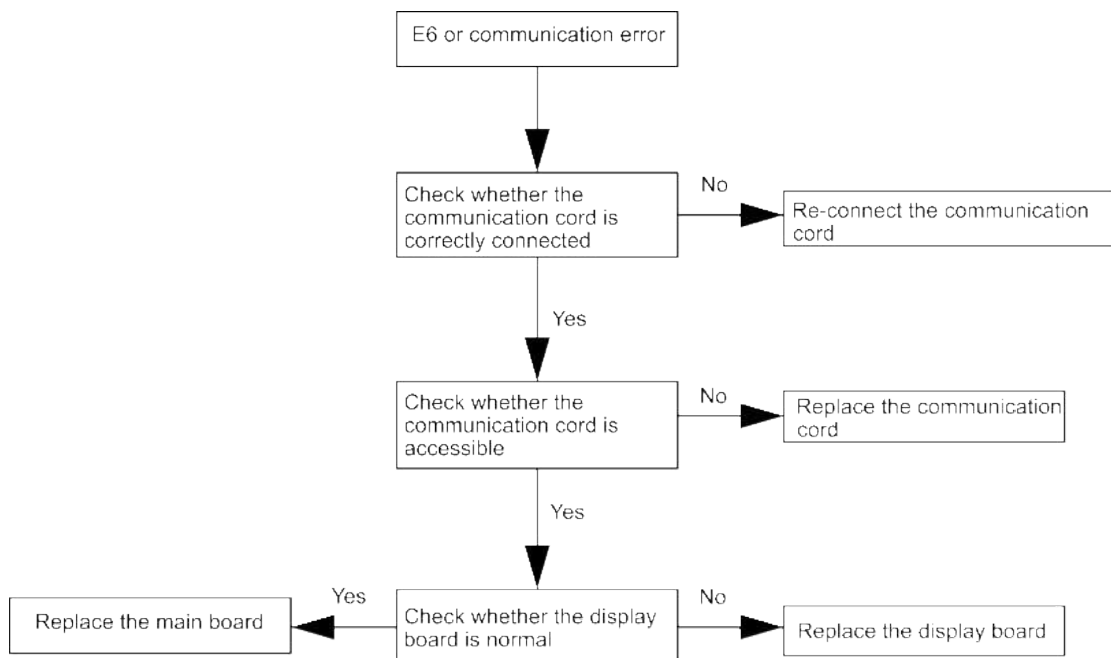 E6 or communication error
Check whether the
communication cord is
correctly connected
No
Re-connect the communication
cord
Yes
Check whether the
communication cord is
accessible
No
Replace the communication
cord
Yes
Replace the main board
Yes
Check whether the display
board is normal
No
Replace the display board